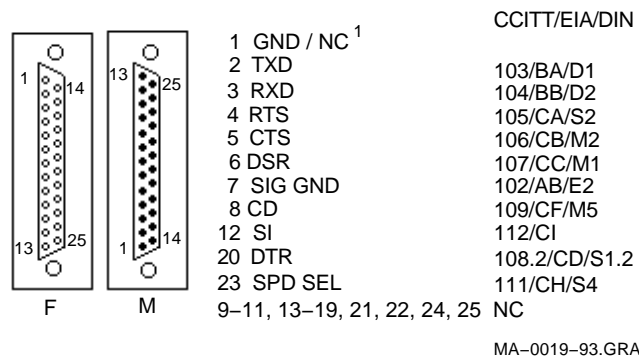 CCITT/EIA/DIN
1 GND / NC 1
2 TXD 103/BA/D1
3 RXD 104/BB/D2
4 RTS 105/CA/S2
5 CTS 106/CB/M2
6 DSR 107/CC/M1
7 SIG GND 102/AB/E2
8 CD 109/CF/M5
12 SI 112/CI
20 DTR 108.2/CD/S1.2
23 SPD SEL 111/CH/S4
9–11, 13–19, 21, 22, 24, 25 NC
1
14
13
25
F
13
25
1
14
M
MA–0019–93.GRA